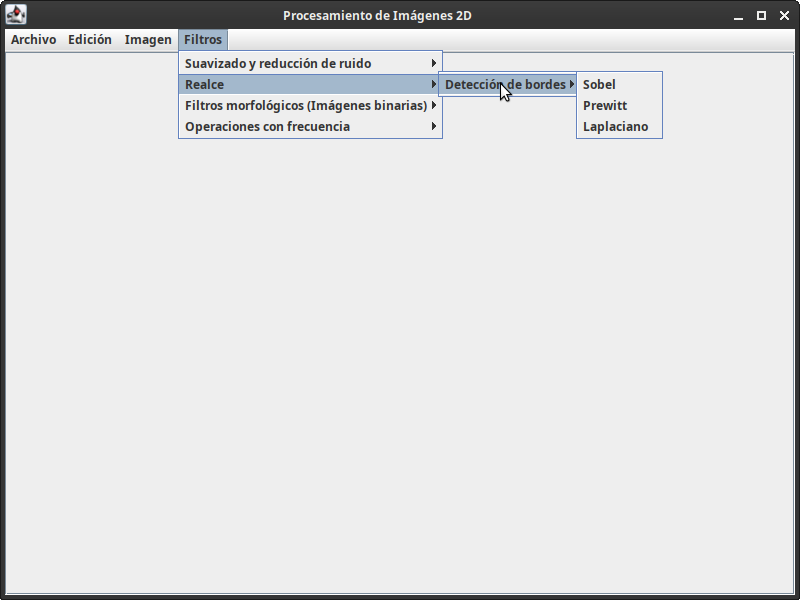 Procesamiento de Imágenes 2D
Archivo Edición Imagen Filtros
Suavizado y reducción de ruido
Realce Detección de bordes Sobel
Filtros morfológicos (Imágenes binarias) Prewitt
Operaciones con frecuencia Laplaciano